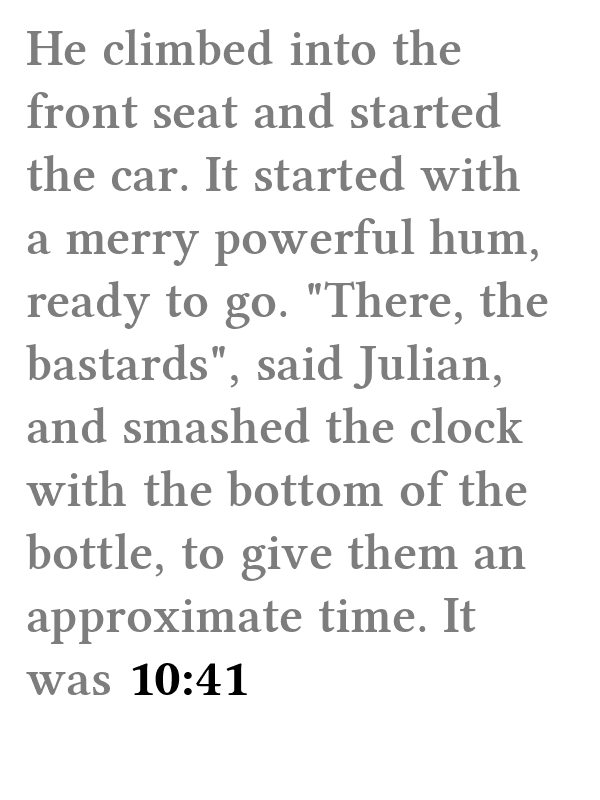 He climbed into the
front seat and started
the car. It started with
a merry powerful hum,
ready to go. "There, the
bastards", said Julian,
and smashed the clock
with the bottom of the
bottle, to give them an
approximate time. It
was 10:41